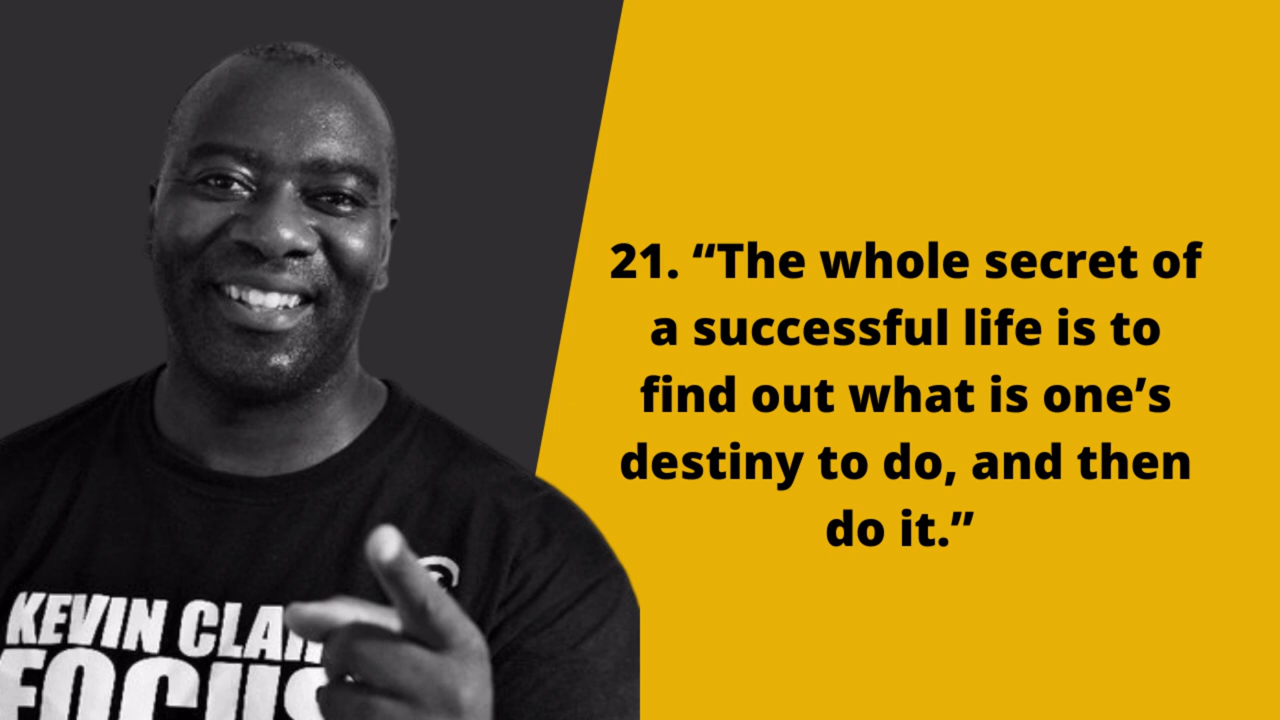 21. “The whole secret of
a successful life is to
find out what is one’s
destiny to do, and then
do it.”
KEVIN
FOCUS